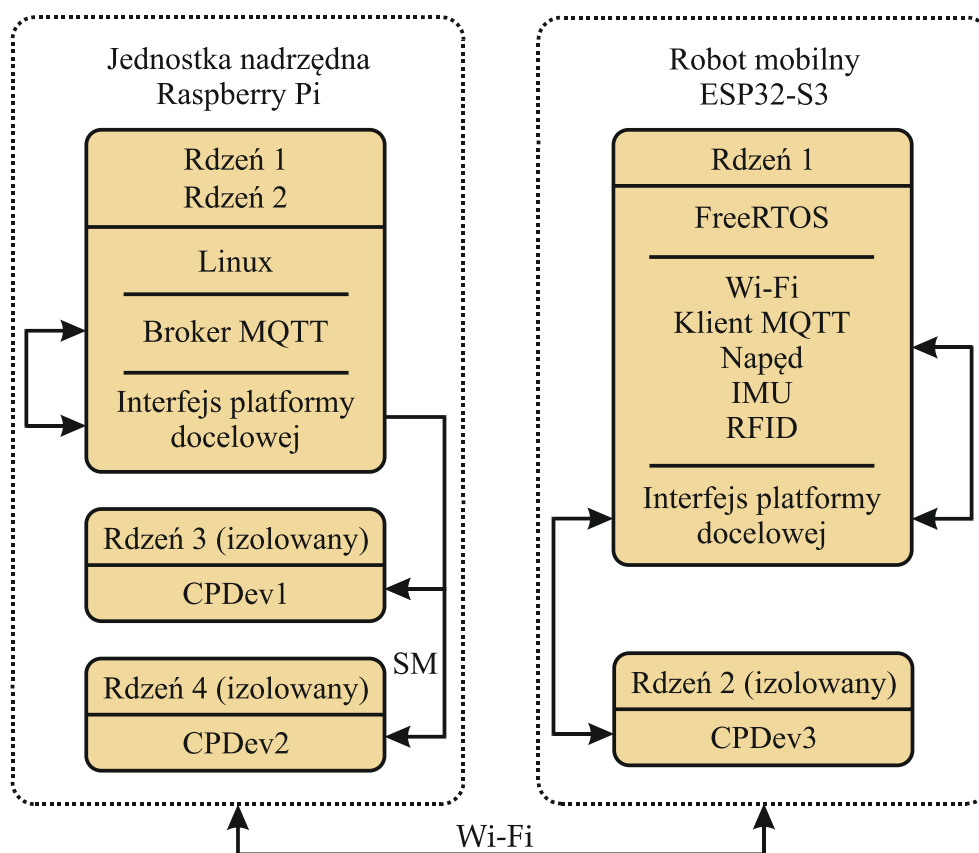 Jednostka nadrzędna
Raspberry Pi
Rdzeń 1
Rdzeń 2
Linux
Broker MQTT
Interfejs platformy
docelowej
Rdzeń 3 (izolowany)
CPDev1
SM
Rdzeń 4 (izolowany)
CPDev2
Robot mobilny
ESP32-S3
Rdzeń 1
FreeRTOS
Wi-Fi
Klient MQTT
Napęd
IMU
RFID
Interfejs platformy
docelowej
Rdzeń 2 (izolowany)
CPDev3
Wi-Fi